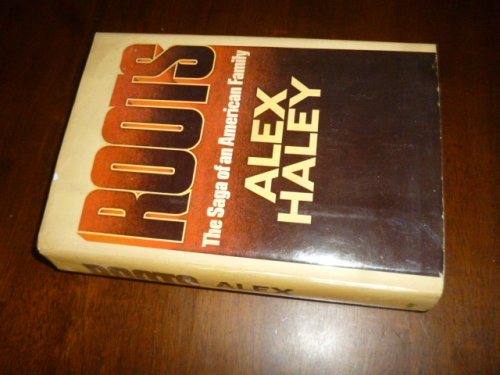 ROOTS
The Saga of an American Family
ALEX
HALEY
ROOTS ALEX